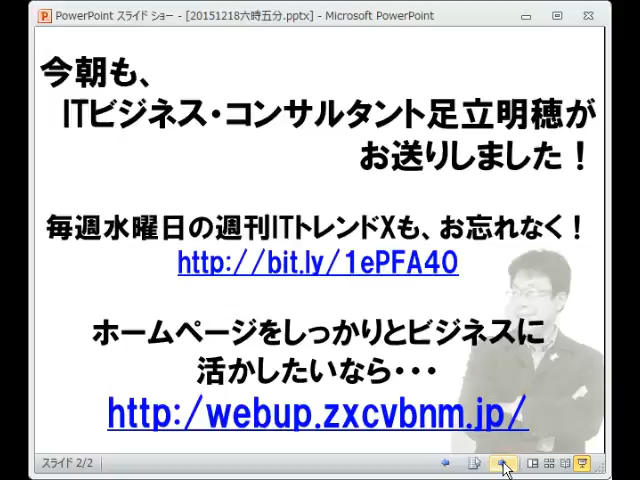 PowerPoint スライド ショー - [20151218六時五分.pptx] - Microsoft PowerPoint
今朝も、
ITビジネス・コンサルタント足立明穂が
お送りしました！
毎週水曜日の週刊ITトレンドXも、お忘れなく！
http://bit.ly/1ePFA40
ホームページをしっかりとビジネスに
活かしたいなら・・・
http:/webup.zxcvbnm.jp/
スライド 2/2